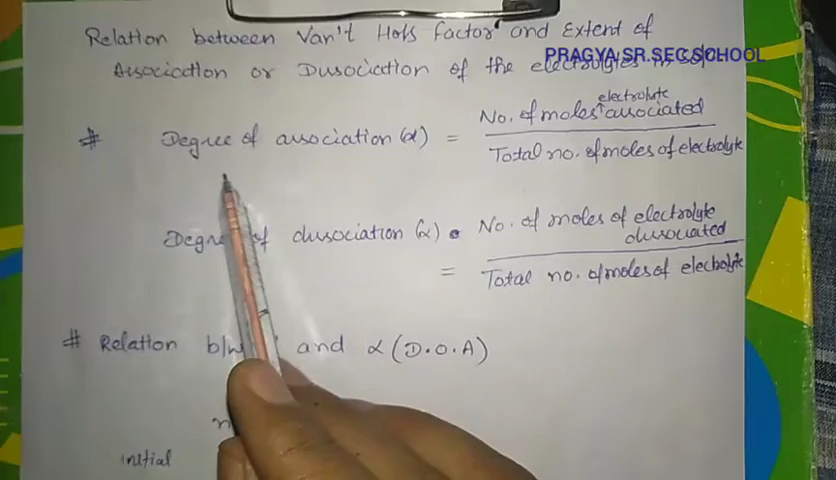 Relation between Van't Hoff Factor and Extent of
PRAGYA SR.SEC.SCHOOL
Association or Dissociation of the electrolytes in
# Degree of association (α) = No. of moles electrolyte associated
Total no. of moles of electrolyte
Degree of dissociation (α) = No. of moles of electrolyte
dissociated
Total no. of moles of electrolyte
# Relation b/w and α (D.O.A)
n
initial